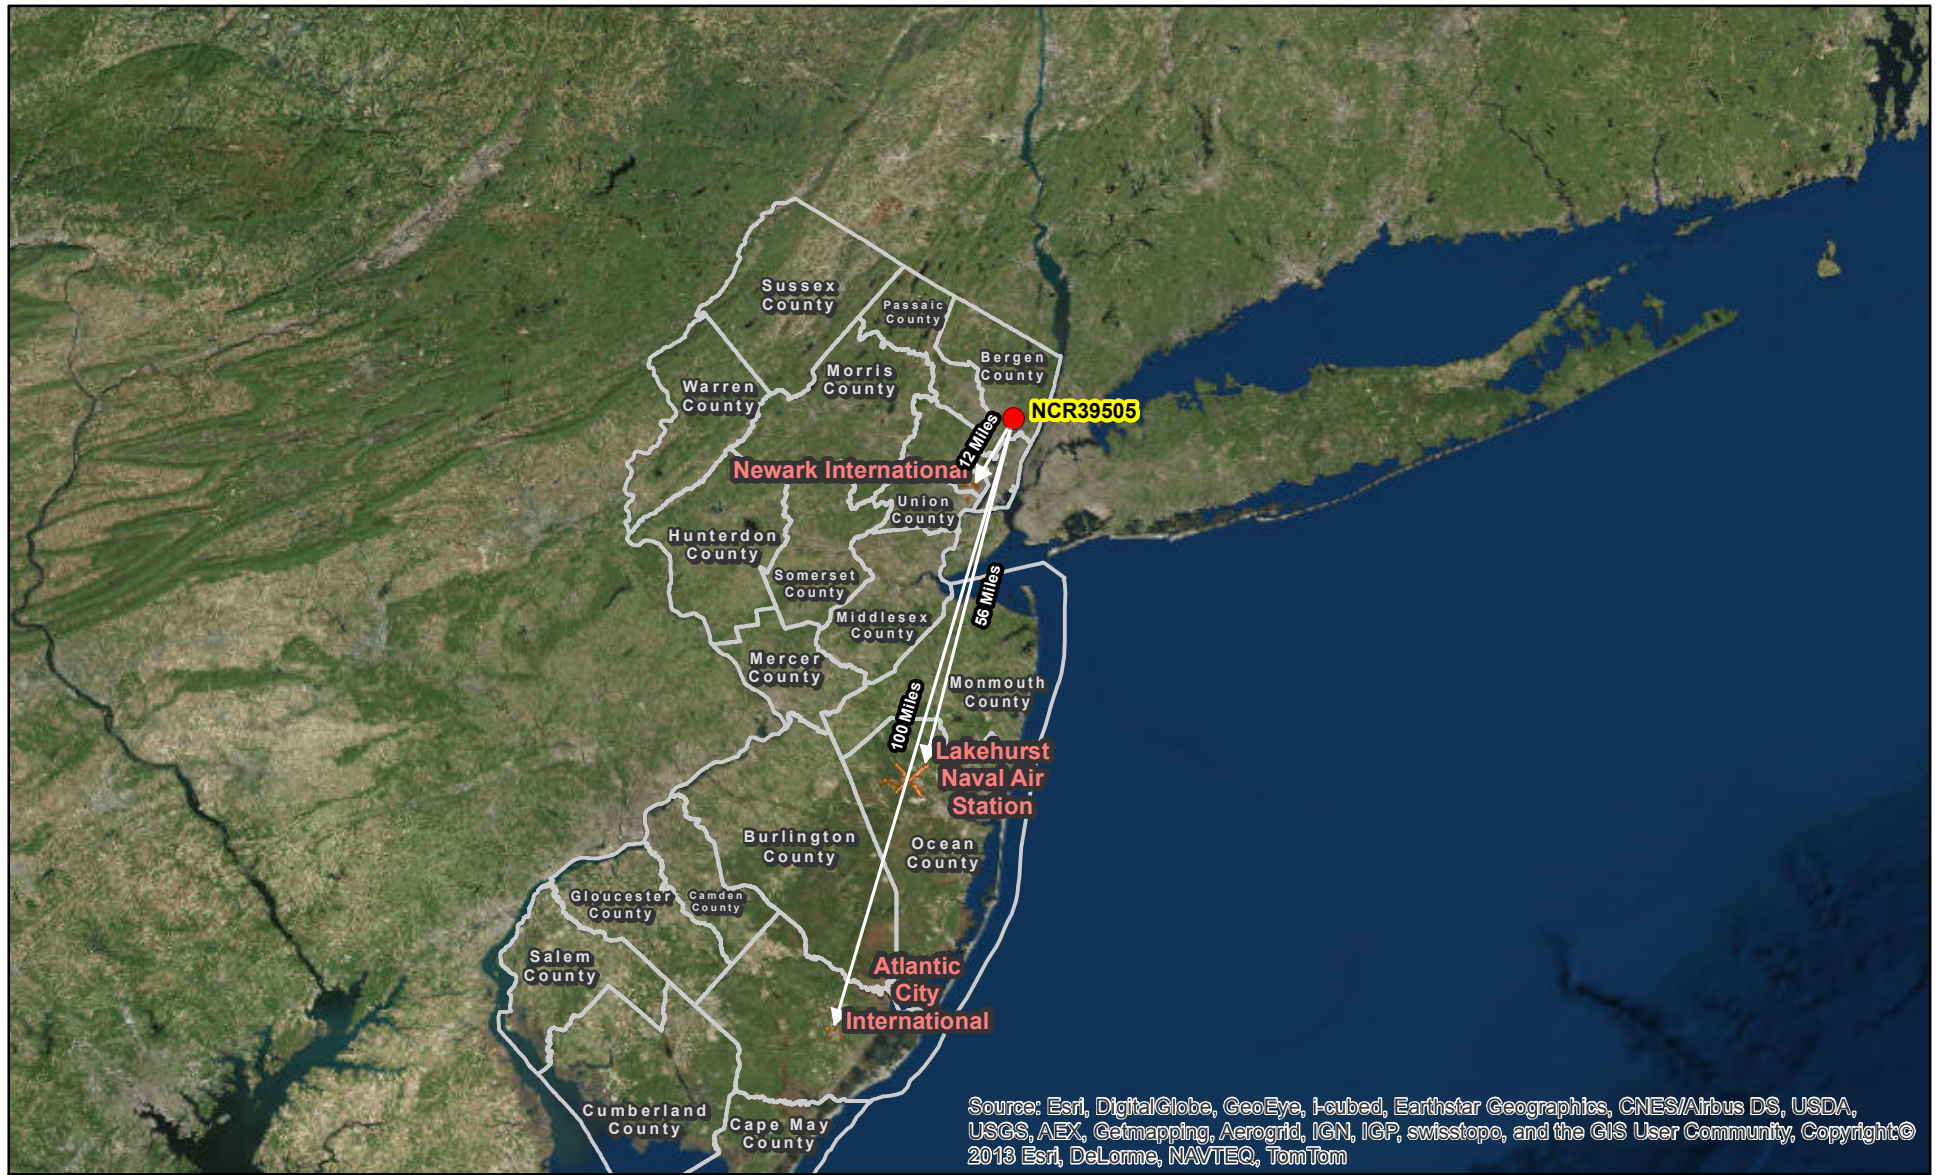 Sussex
County
Passaic
County
Bergen
County
Morris
County
Warren
County
NCR39505
12 Miles
Newark International
Union
County
Hunterdon
County
Somerset
County
56 Miles
Middlesex
County
Mercer
County
Monmouth
County
100 Miles
Lakehurst
Naval Air
Station
Burlington
County
Ocean
County
Gloucester
County
Camden
County
Salem
County
Atlantic
City
International
Cumberland
County
Cape May
County
Source: Esri, DigitalGlobe, GeoEye, i-cubed, Earthstar Geographics, CNES/Airbus DS, USDA,
USGS, AEX, Getmapping, Aerogrid, IGN, IGP, swisstopo, and the GIS User Community, Copyright:©
2013 Esri, DeLorme, NAVTEQ, TomTom